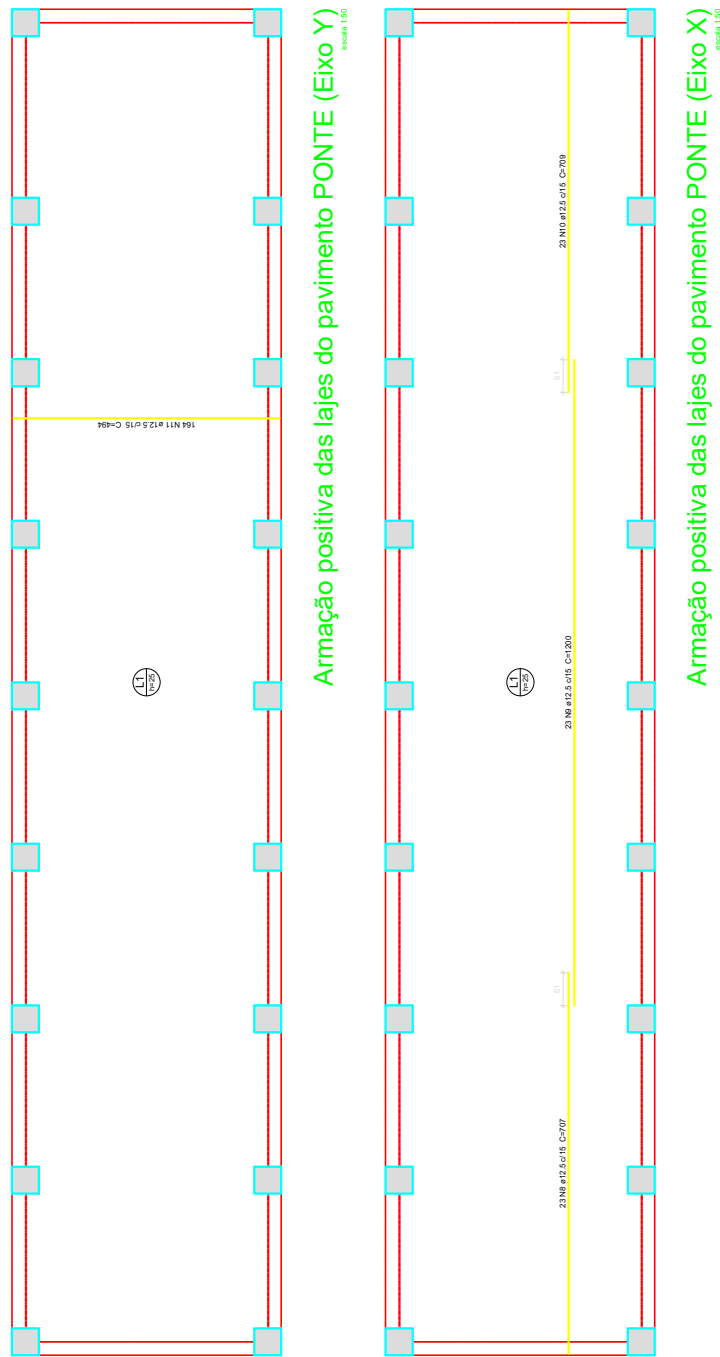 164 N11 ø12.5 c/15 C=494
L1
h=25
Armação positiva das lajes do pavimento PONTE (Eixo Y)
escala 1:50
23 N10 ø12.5 c/15 C=709
61
L1
h=25
23 N9 ø12.5 c/15 C=1200
61
23 N8 ø12.5 c/15 C=707
Armação positiva das lajes do pavimento PONTE (Eixo X)
escala 1:50